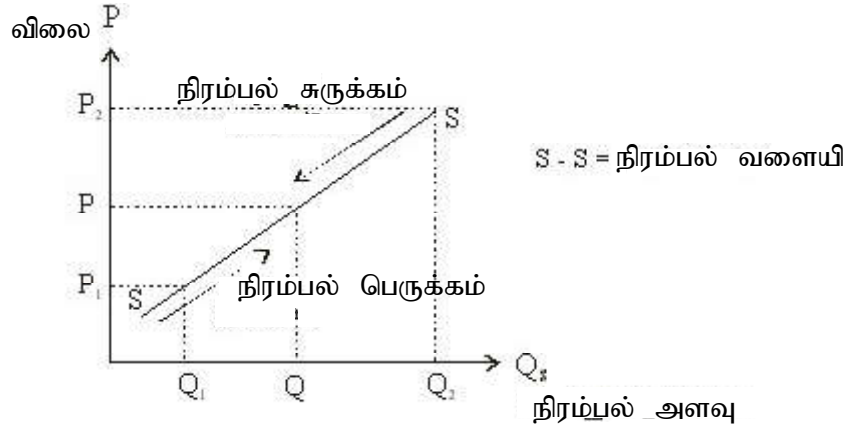 விலை P
நிரம்பல் சுருக்கம்
P₂
S
S - S = நிரம்பல் வளையி
P
P₁
S
நிரம்பல் பெருக்கம்
Q₁ Q Q₂ Qs
நிரம்பல் அளவு